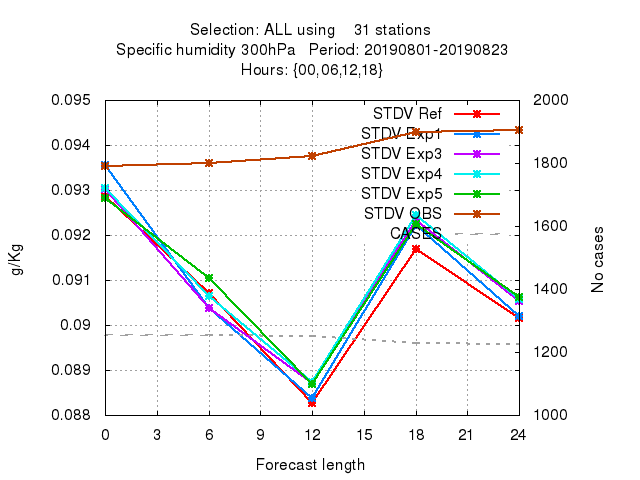 Selection: ALL using    31 stations
Specific humidity 300hPa   Period: 20190801-20190823
Hours: {00,06,12,18}
0.095
0.094
0.093
0.092
0.091
0.09
0.089
0.088
g/Kg
STDV Ref
STDV Exp1
STDV Exp3
STDV Exp4
STDV Exp5
STDV OBS
CASES
2000
1800
1600
1400
1200
1000
No cases
0 3 6 9 12 15 18 21 24
Forecast length